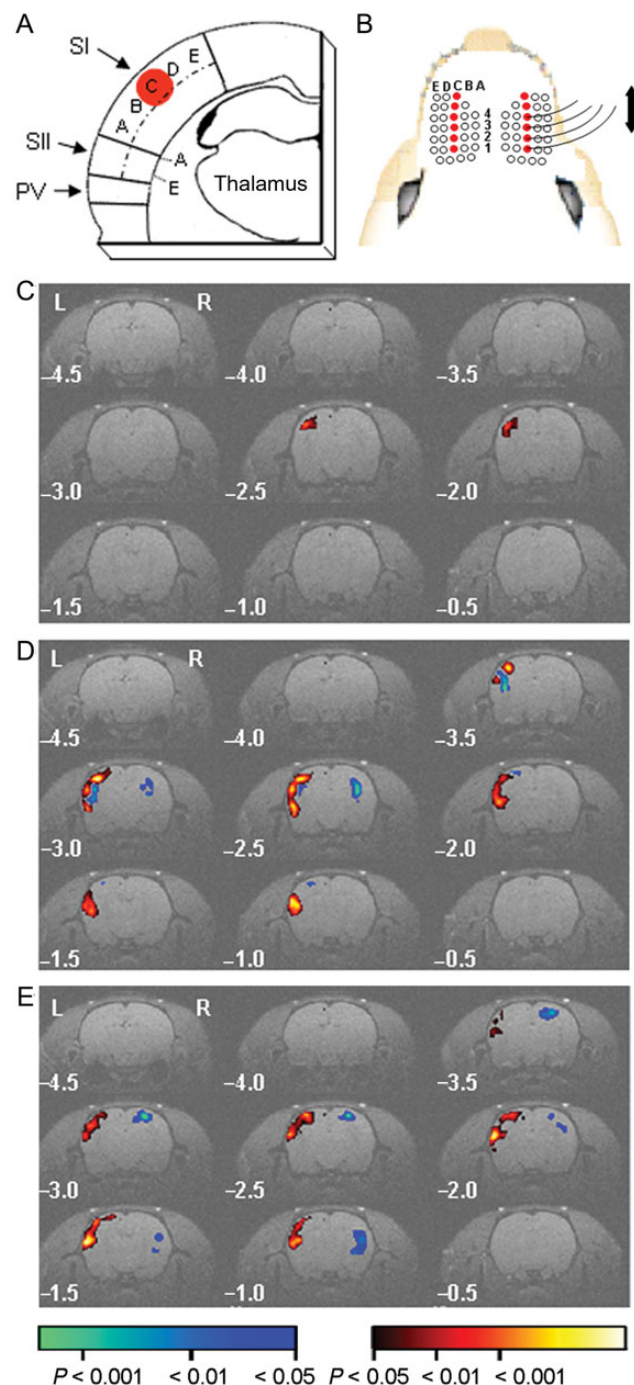 A
B
SI
SII
PV
E
D
C
B
A
A
E
Thalamus
E D C B A
4
3
2
1
C
L R
–4.5 –4.0 –3.5
–3.0 –2.5 –2.0
–1.5 –1.0 –0.5
D
L R
–4.5 –4.0 –3.5
–3.0 –2.5 –2.0
–1.5 –1.0 –0.5
E
L R
–4.5 –4.0 –3.5
–3.0 –2.5 –2.0
–1.5 –1.0 –0.5
P < 0.001 < 0.01 < 0.05 P < 0.05 < 0.01 < 0.001